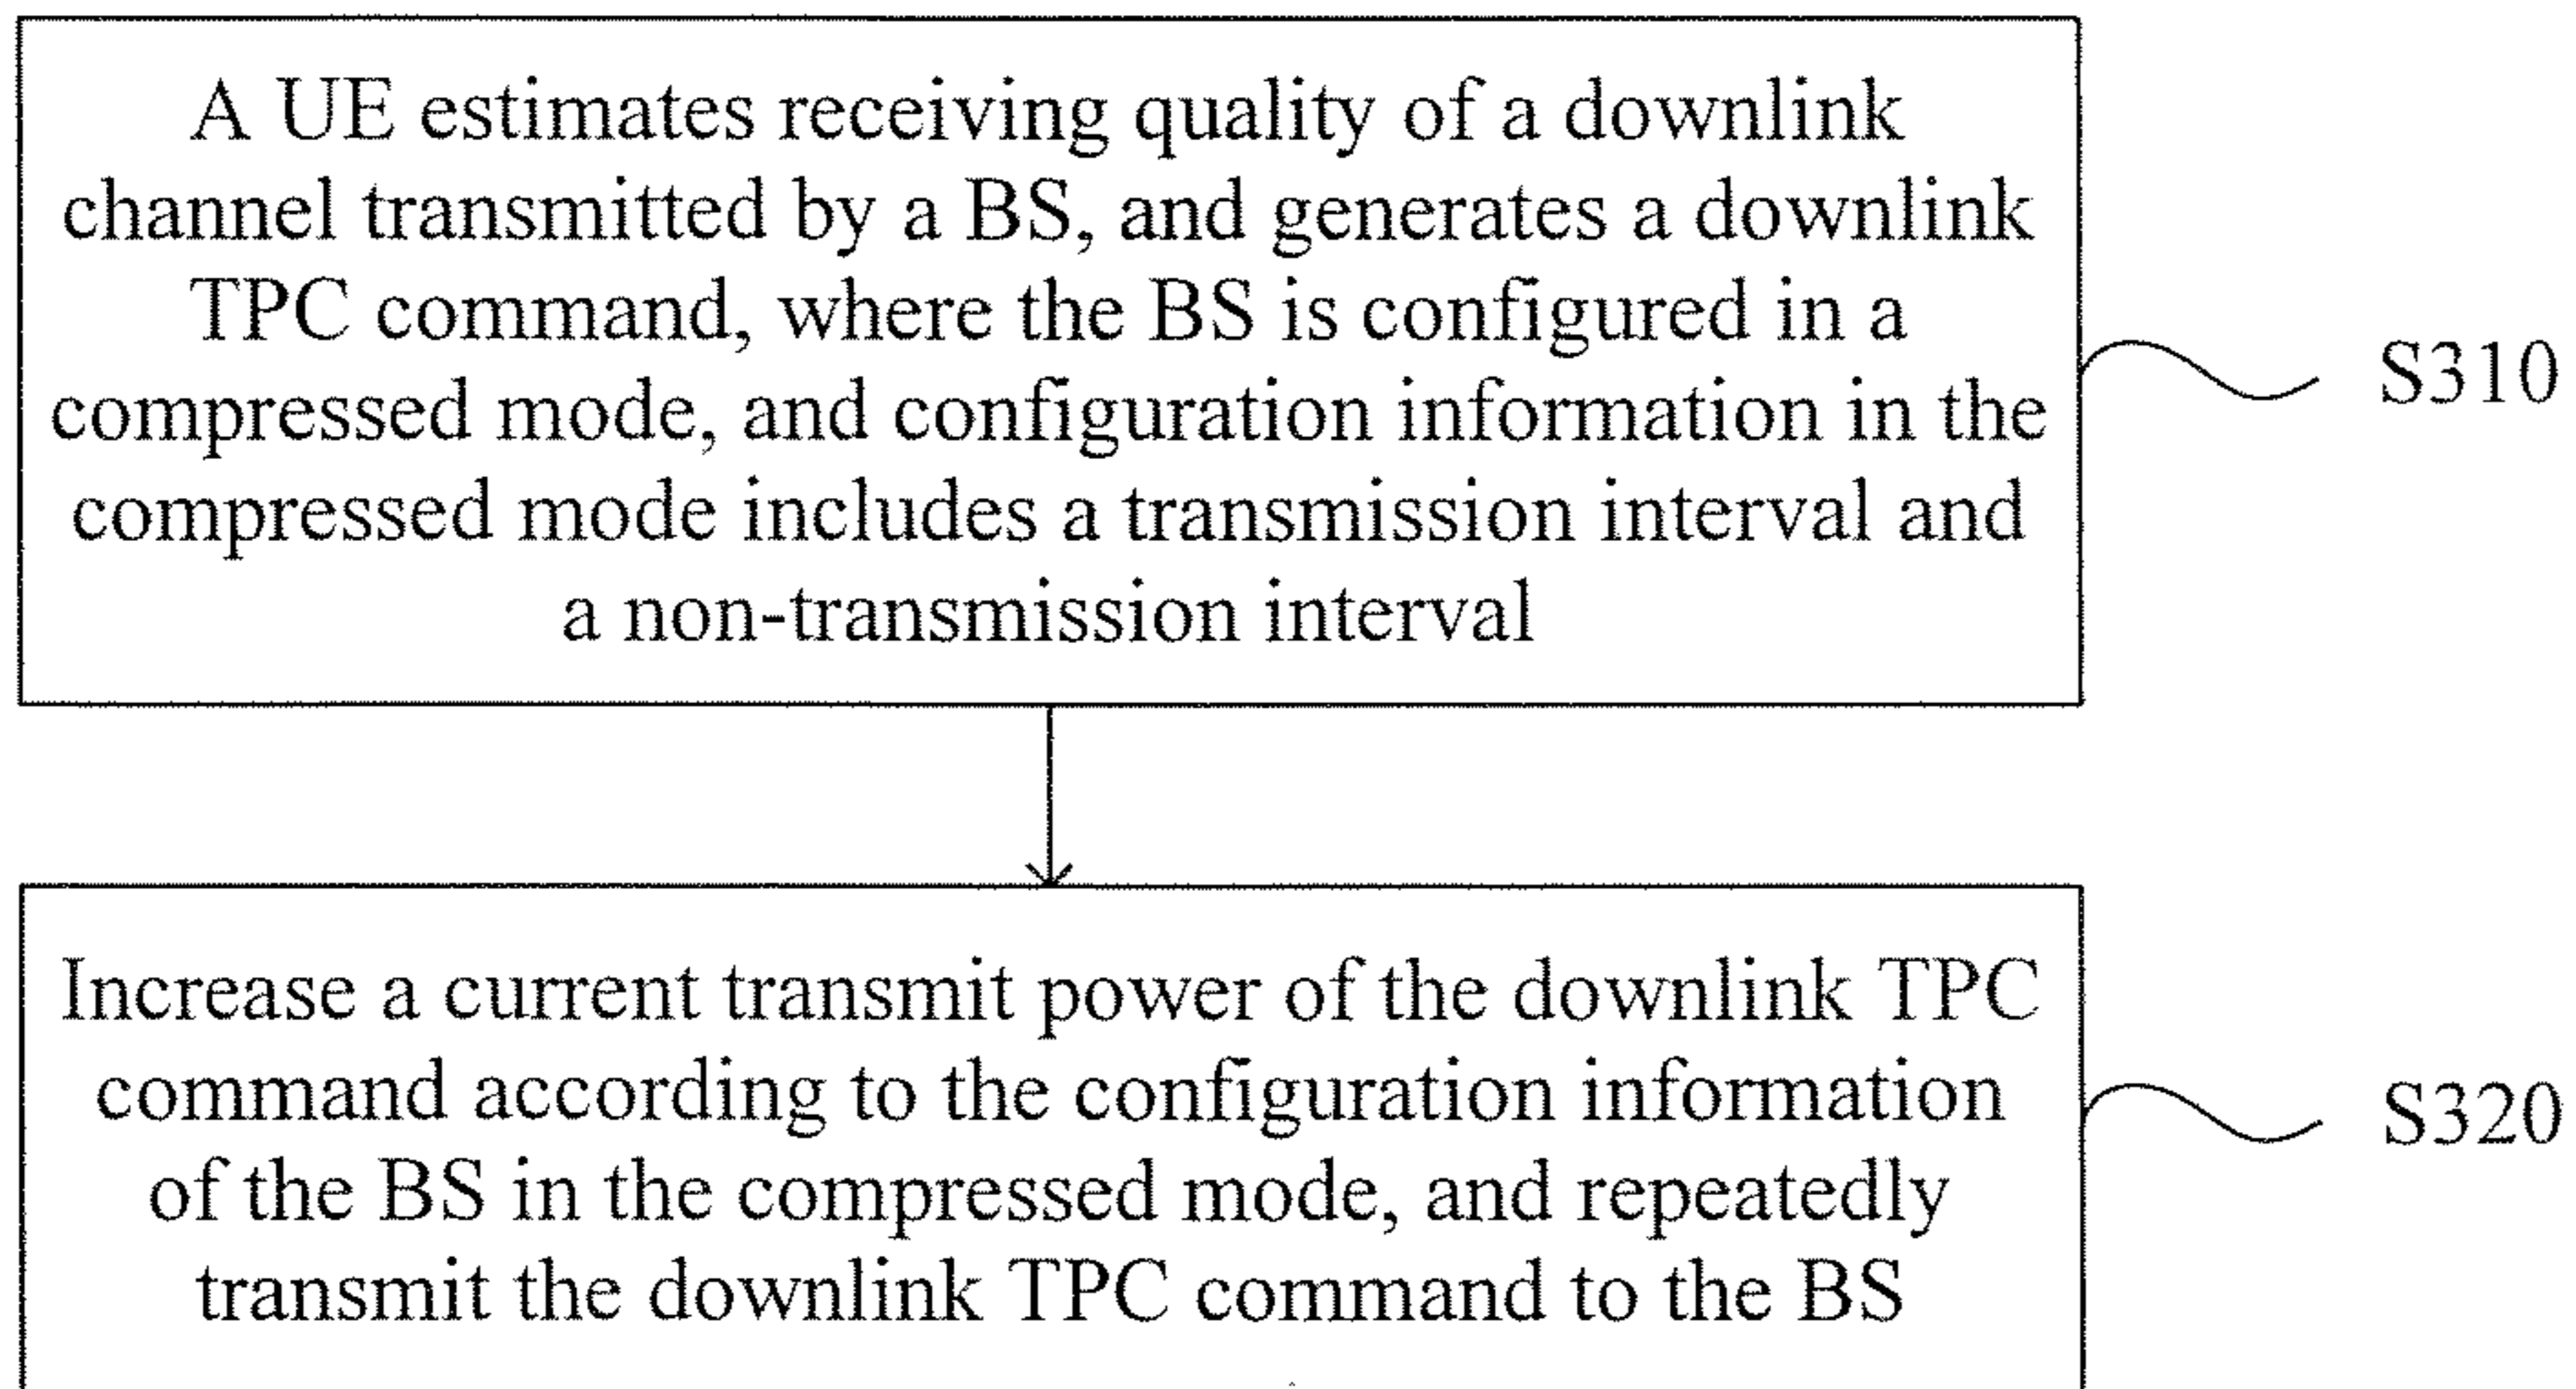 A UE estimates receiving quality of a downlink
channel transmitted by a BS, and generates a downlink
TPC command, where the BS is configured in a
compressed mode, and configuration information in the
compressed mode includes a transmission interval and
a non-transmission interval
S310
Increase a current transmit power of the downlink TPC
command according to the configuration information
of the BS in the compressed mode, and repeatedly
transmit the downlink TPC command to the BS
S320